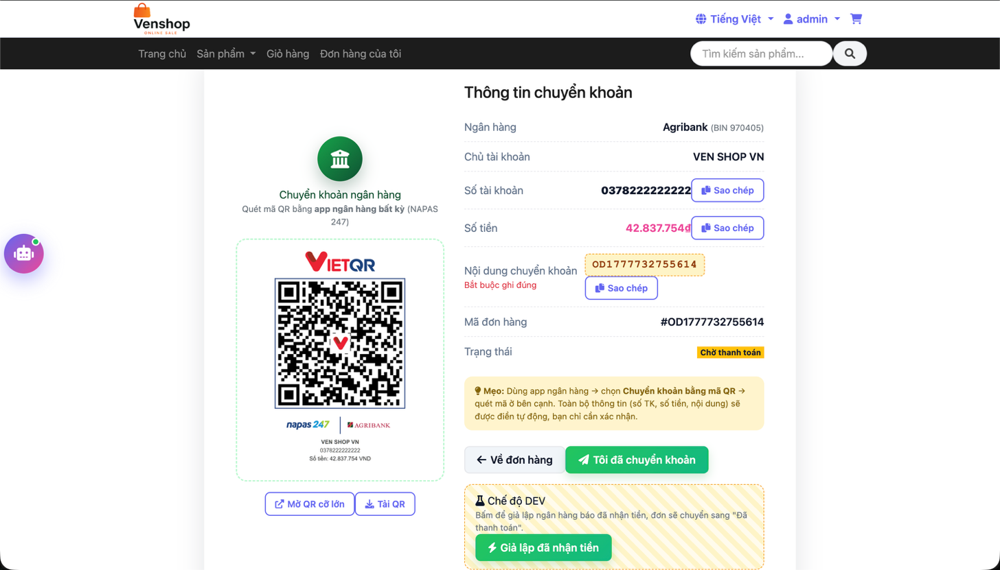 Venshop
ONLINE SALE
Tiếng Việt
admin
Trang chủ
Sản phẩm
Giỏ hàng
Đơn hàng của tôi
Tìm kiếm sản phẩm...
Chuyển khoản ngân hàng
Quét mã QR bằng app ngân hàng bất kỳ (NAPAS
247)
VIETQR
napas 247
AGRIBANK
VEN SHOP VN
0378222222222
Số tiền: 42.837.754 VND
Mở QR cỡ lớn
Tải QR
Thông tin chuyển khoản
Ngân hàng
Agribank (BIN 970405)
Chủ tài khoản
VEN SHOP VN
Số tài khoản
0378222222222
Sao chép
Số tiền
42.837.754₫
Sao chép
Nội dung chuyển khoản
Bắt buộc ghi đúng
OD1777732755614
Sao chép
Mã đơn hàng
#OD1777732755614
Trạng thái
Chờ thanh toán
Mẹo: Dùng app ngân hàng → chọn Chuyển khoản bằng mã QR →
quét mã ở bên cạnh. Toàn bộ thông tin (số TK, số tiền, nội dung) sẽ
được điền tự động, bạn chỉ cần xác nhận.
Về đơn hàng
Tôi đã chuyển khoản
Chế độ DEV
Bấm để giả lập ngân hàng báo đã nhận tiền, đơn sẽ chuyển sang "Đã
thanh toán".
Giả lập đã nhận tiền